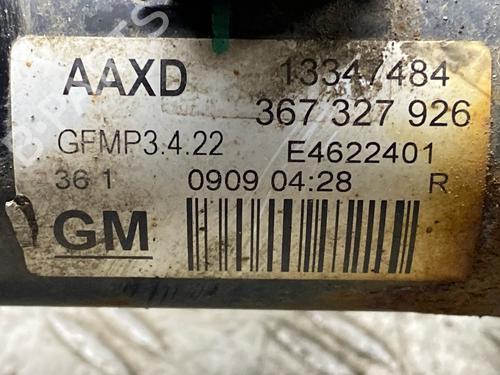 AAXD 13347484
367 327 926
GFMP3.4.22 E4622401
36 1 0909 04:28 R
GM